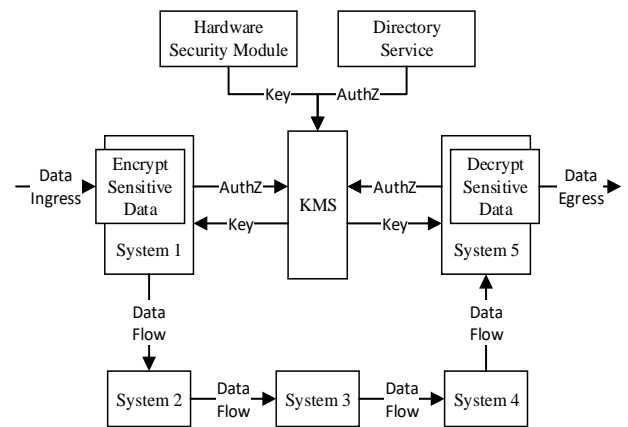 Hardware
Security Module
Directory
Service
Key
AuthZ
Data
Ingress
Encrypt
Sensitive
Data
System 1
AuthZ
Key
KMS
AuthZ
Key
Decrypt
Sensitive
Data
System 5
Data
Egress
Data
Flow
Data
Flow
System 2
Data
Flow
System 3
Data
Flow
System 4